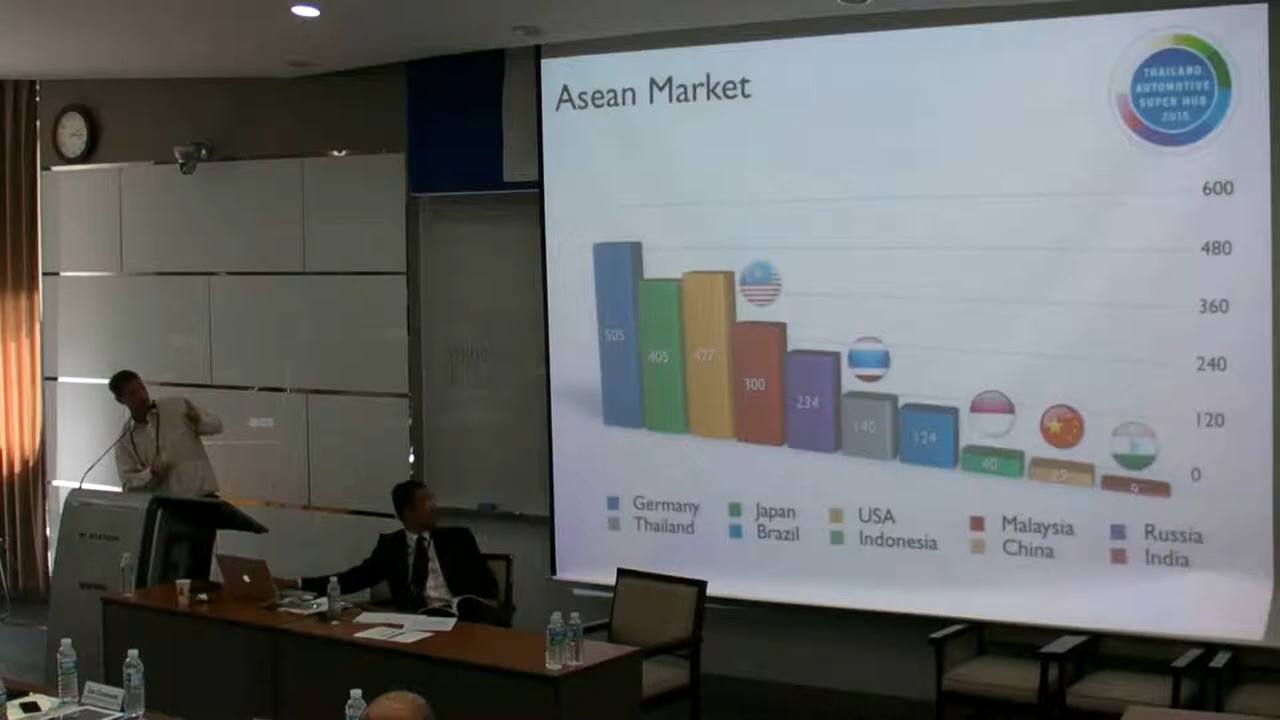 Asean Market
THAILAND
AUTOMOTIVE
SUPER HUB
2015
600
480
360
240
120
0
505
405
427
300
234
140
124
40
9
Germany
Japan
USA
Malaysia
Russia
Thailand
Brazil
Indonesia
China
India